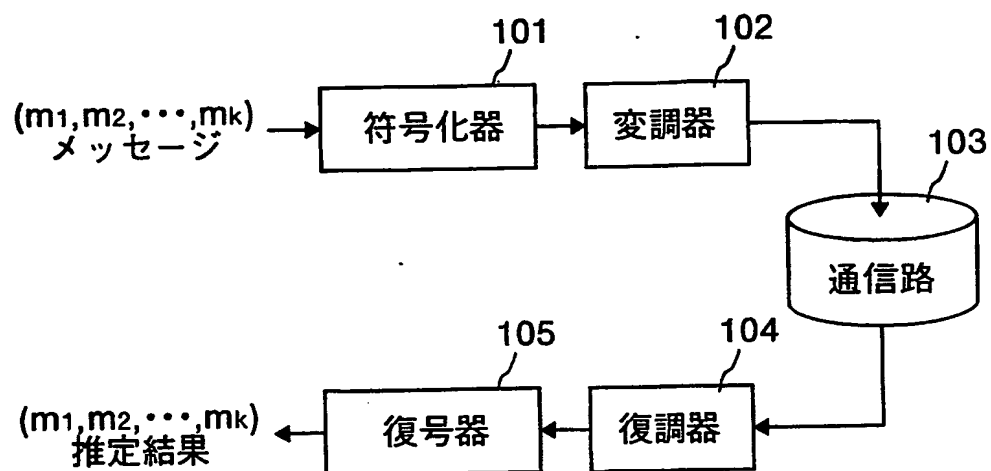 101
102
(m1,m2,･･･,mk)
メッセージ
符号化器
変調器
103
通信路
105
104
(m1,m2,･･･,mk)
推定結果
復号器
復調器